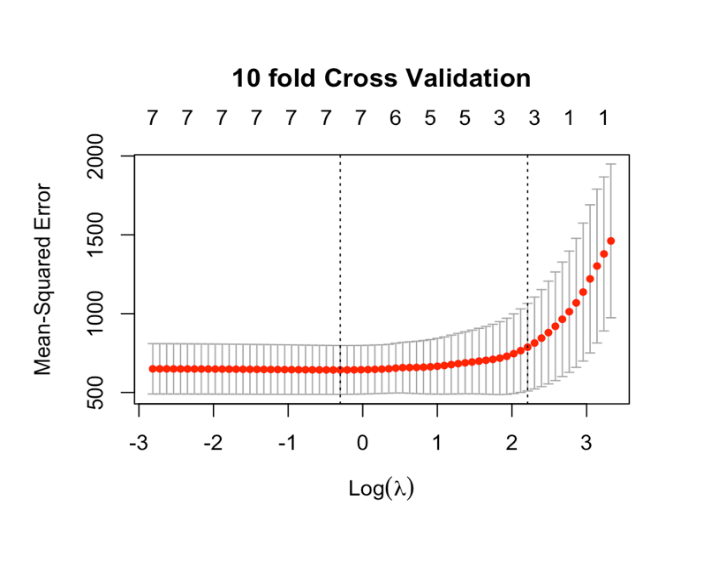 10 fold Cross Validation
7 7 7 7 7 7 7 6 5 5 3 3 1 1
2000
1500
1000
500
Mean-Squared Error
-3 -2 -1 0 1 2 3
Log(λ)